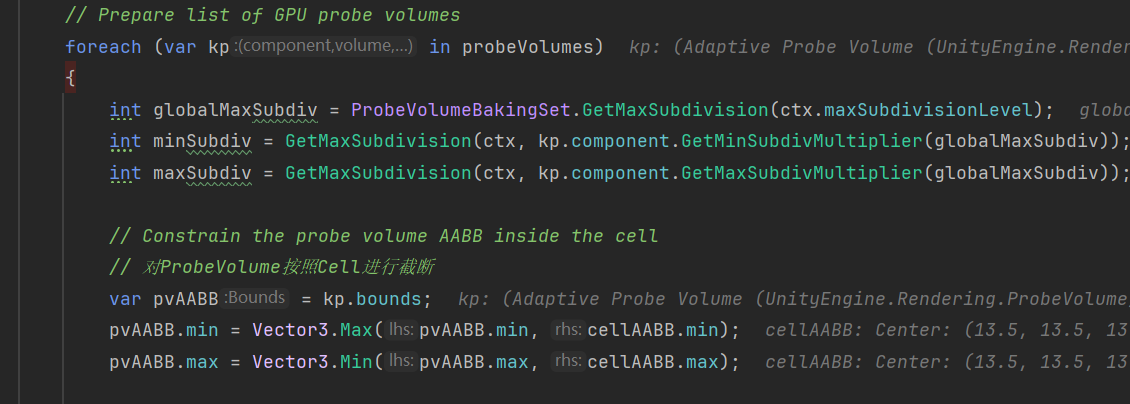 // Prepare list of GPU probe volumes
foreach (var kp :(component,volume,...) in probeVolumes) kp: (Adaptive Probe Volume (UnityEngine.Render
{
int globalMaxSubdiv = ProbeVolumeBakingSet.GetMaxSubdivision(ctx.maxSubdivisionLevel); globa
int minSubdiv = GetMaxSubdivision(ctx, kp.component.GetMinSubdivMultiplier(globalMaxSubdiv));
int maxSubdiv = GetMaxSubdivision(ctx, kp.component.GetMaxSubdivMultiplier(globalMaxSubdiv));
// Constrain the probe volume AABB inside the cell
// 对ProbeVolume按照Cell进行截断
var pvAABB :Bounds = kp.bounds; kp: (Adaptive Probe Volume (UnityEngine.Rendering.ProbeVolume
pvAABB.min = Vector3.Max( lhs: pvAABB.min, rhs: cellAABB.min); cellAABB: Center: (13.5, 13.5, 13
pvAABB.max = Vector3.Min( lhs: pvAABB.max, rhs: cellAABB.max); cellAABB: Center: (13.5, 13.5, 13